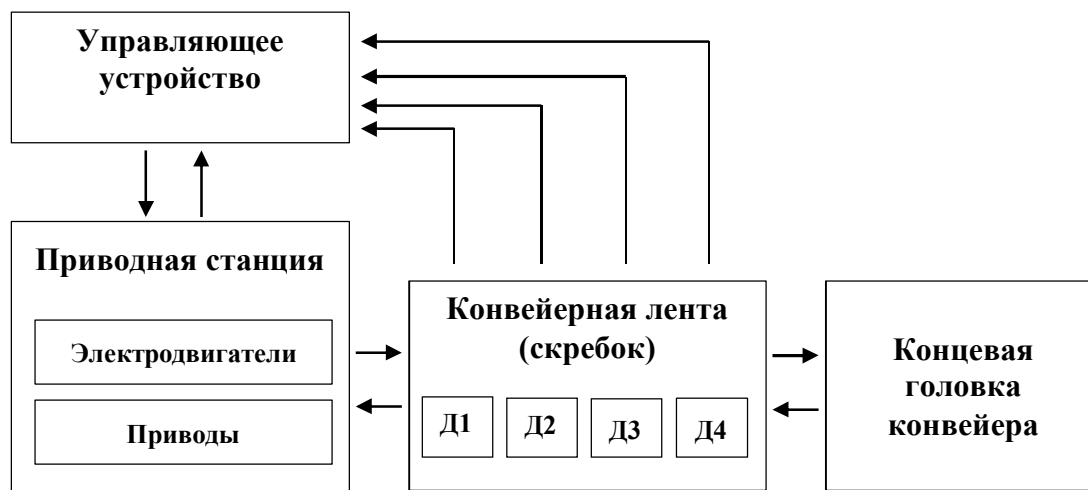 Управляющее
устройство
Приводная станция
Электродвигатели
Приводы
Конвейерная лента
(скребок)
Д1
Д2
Д3
Д4
Концевая
головка
конвейера